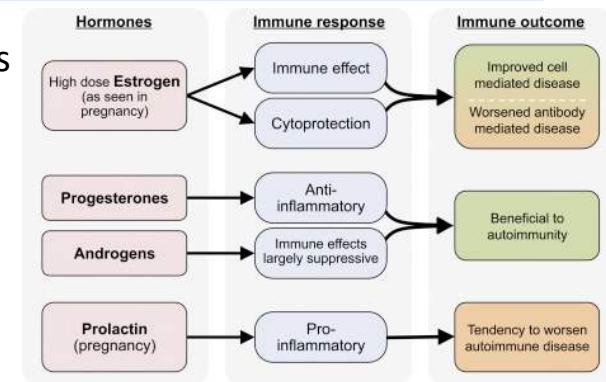 s
Hormones
Immune response
Immune outcome
High dose Estrogen
(as seen in
pregnancy)
Immune effect
Cytoprotection
Improved cell
mediated disease
Worsened antibody
mediated disease
Progesterones
Anti-
inflammatory
Androgens
Immune effects
largely suppressive
Beneficial to
autoimmunity
Prolactin
(pregnancy)
Pro-
inflammatory
Tendency to worsen
autoimmune disease